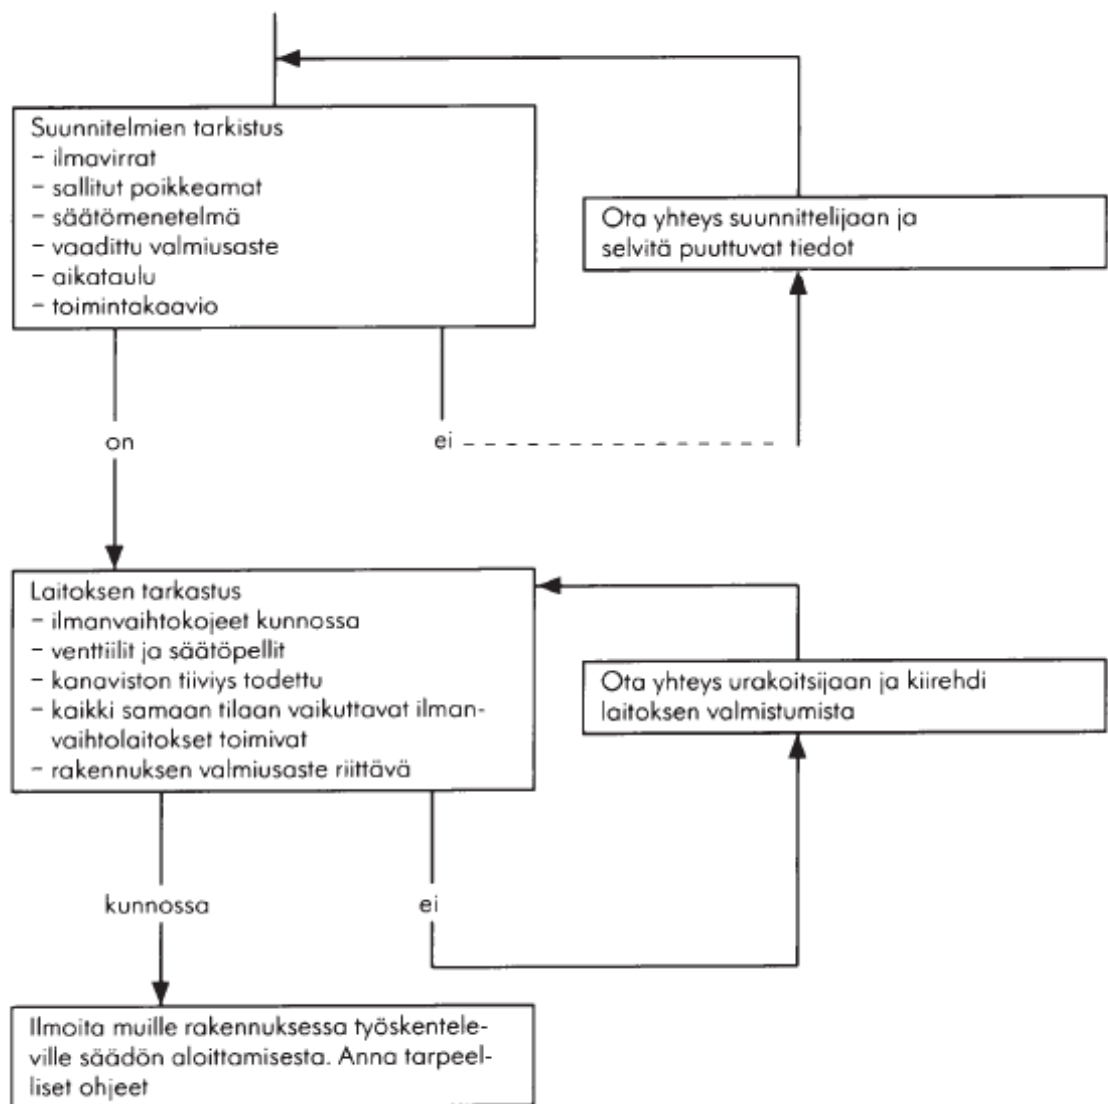 Suunnitelmien tarkistus
– ilmavirrat
– sallitut poikkeamat
– säätömenetelmä
– vaadittu valmiusaste
– aikataulu
– toimintakaavio
Ota yhteys suunnittelijaan ja
selvitä puuttuvat tiedot
on
ei
Laitoksen tarkastus
– ilmanvaihtokojeet kunnossa
– venttiilit ja säätöpellit
– kanaviston tiiviys todettu
– kaikki samaan tilaan vaikuttavat ilman-
vaihtolaitokset toimivat
– rakennuksen valmiusaste riittävä
Ota yhteys urakoitsijaan ja kiirehdi
laitoksen valmistumista
kunnossa
ei
Ilmoita muille rakennuksessa työskentele-
ville säädön aloittamisesta. Anna tarpeel-
liset ohjeet